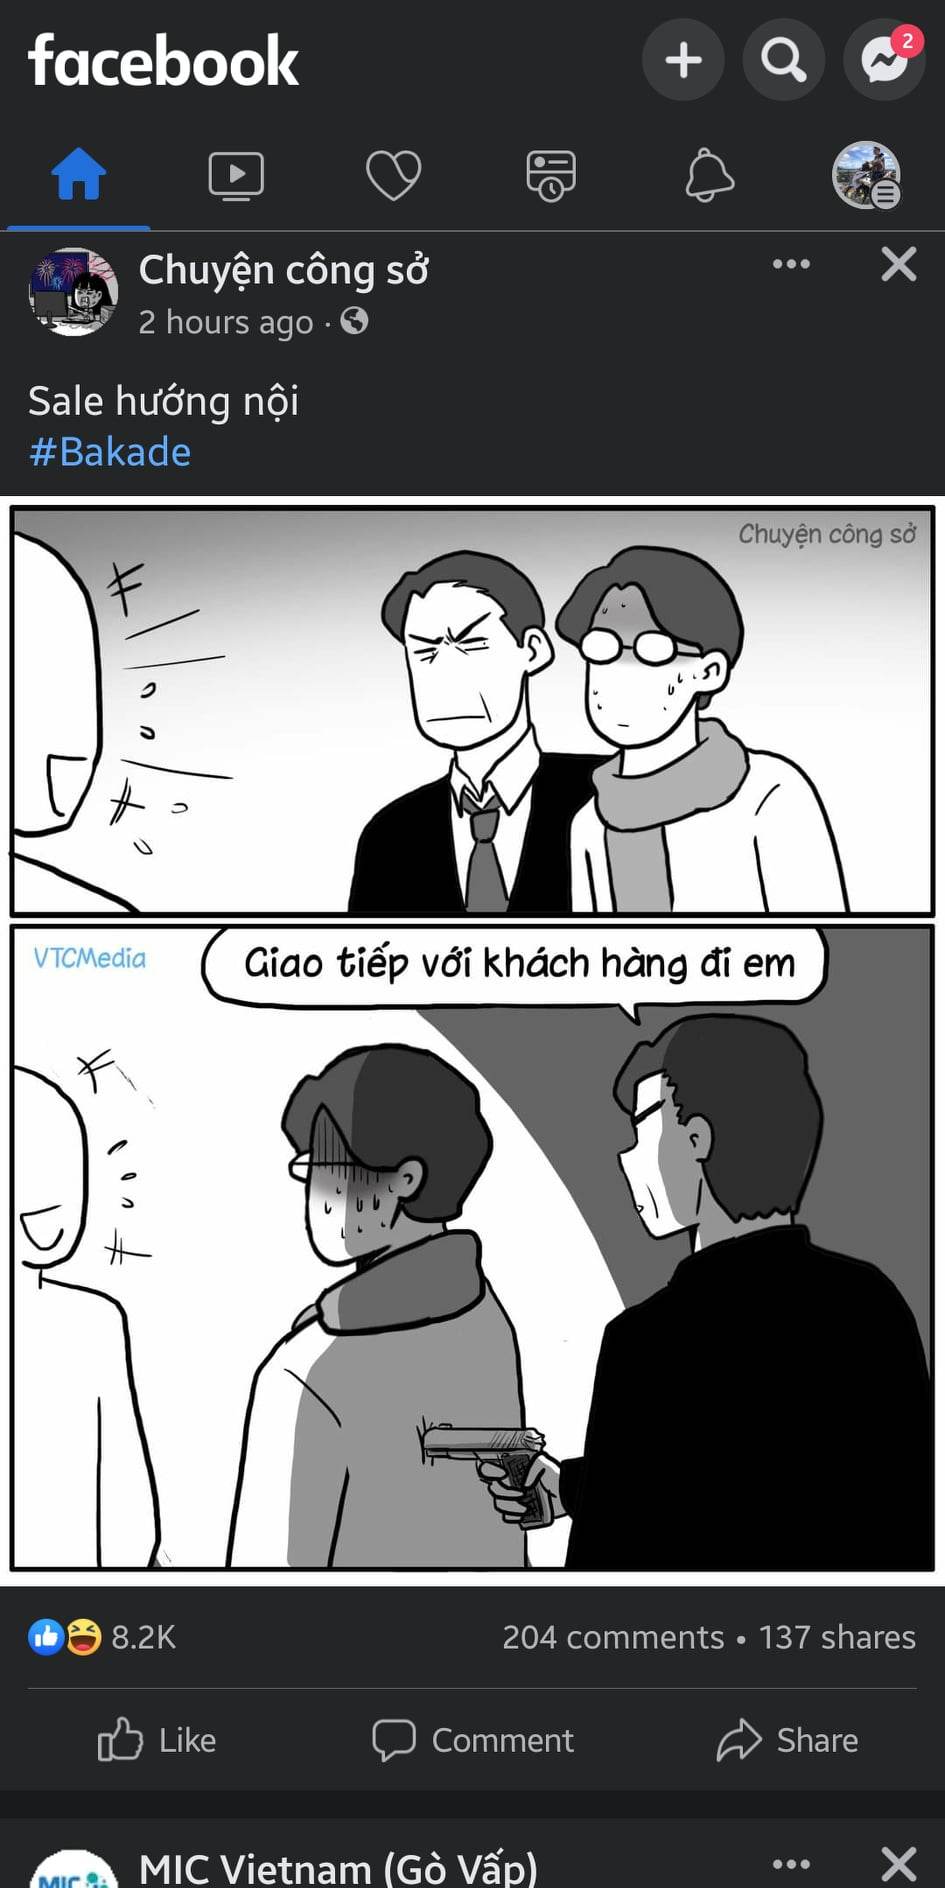 facebook
2
Chuyện công sở
2 hours ago ·
Sale hướng nội
#Bakade
Chuyện công sở
VTCMedia
Giao tiếp với khách hàng đi em
8.2K
204 comments • 137 shares
Like
Comment
Share
MIC
MIC Vietnam (Gò Vấp)